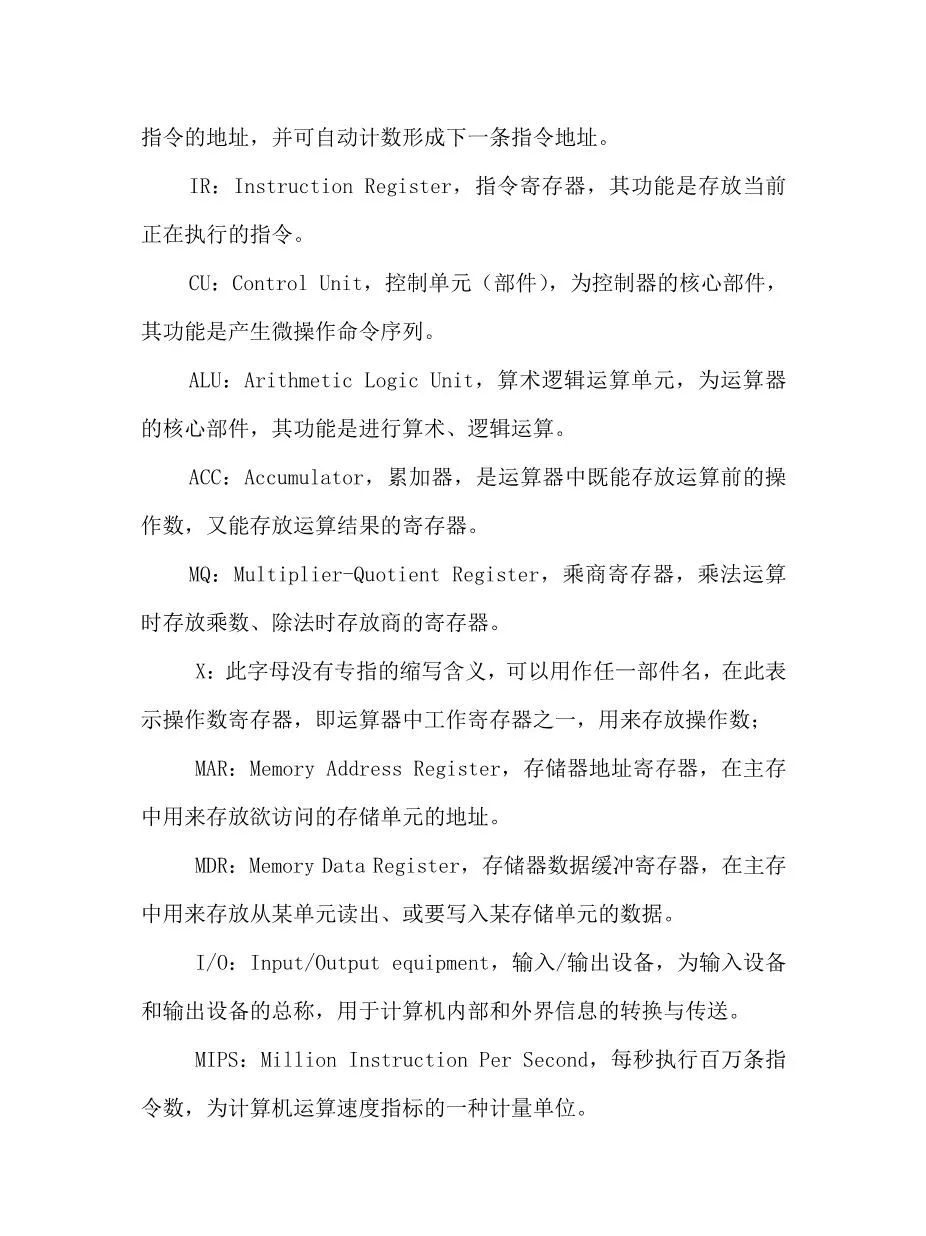 指令的地址，并可自动计数形成下一条指令地址。
IR：Instruction Register，指令寄存器，其功能是存放当前
正在执行的指令。
CU：Control Unit，控制单元（部件），为控制器的核心部件，
其功能是产生微操作命令序列。
ALU：Arithmetic Logic Unit，算术逻辑运算单元，为运算器
的核心部件，其功能是进行算术、逻辑运算。
ACC：Accumulator，累加器，是运算器中既能存放运算前的操
作数，又能存放运算结果的寄存器。
MQ：Multiplier-Quotient Register，乘商寄存器，乘法运算
时存放乘数、除法时存放商的寄存器。
X：此字母没有专指的缩写含义，可以用作任一部件名，在此表
示操作数寄存器，即运算器中工作寄存器之一，用来存放操作数；
MAR：Memory Address Register，存储器地址寄存器，在主存
中用来存放欲访问的存储单元的地址。
MDR：Memory Data Register，存储器数据缓冲寄存器，在主存
中用来存放从某单元读出、或要写入某存储单元的数据。
I/O：Input/Output equipment，输入/输出设备，为输入设备
和输出设备的总称，用于计算机内部和外界信息的转换与传送。
MIPS：Million Instruction Per Second，每秒执行百万条指
令数，为计算机运算速度指标的一种计量单位。